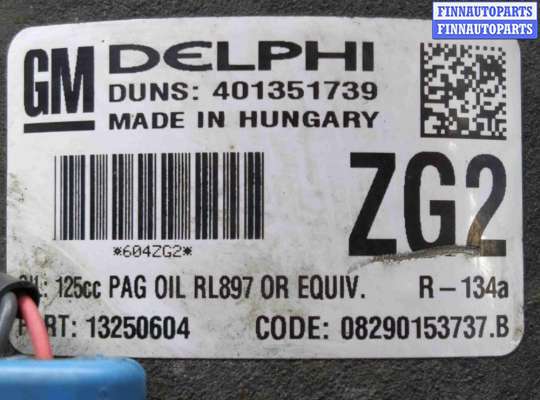 FINNAUTOPARTS
FINNAUTOPARTS
GM DELPHI
DUNS: 401351739
MADE IN HUNGARY
ZG2
*604ZG2*
125cc PAG OIL RL897 OR EQUIV. R-134a
13250604 CODE: 08290153737.B